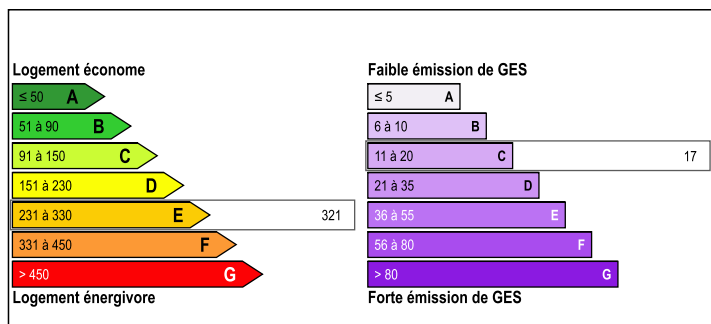 Logement économe
≤ 50 A
51 à 90 B
91 à 150 C
151 à 230 D
231 à 330 E 321
331 à 450 F
> 450 G
Logement énergivore
Faible émission de GES
≤ 5 A
6 à 10 B
11 à 20 C 17
21 à 35 D
36 à 55 E
56 à 80 F
> 80 G
Forte émission de GES